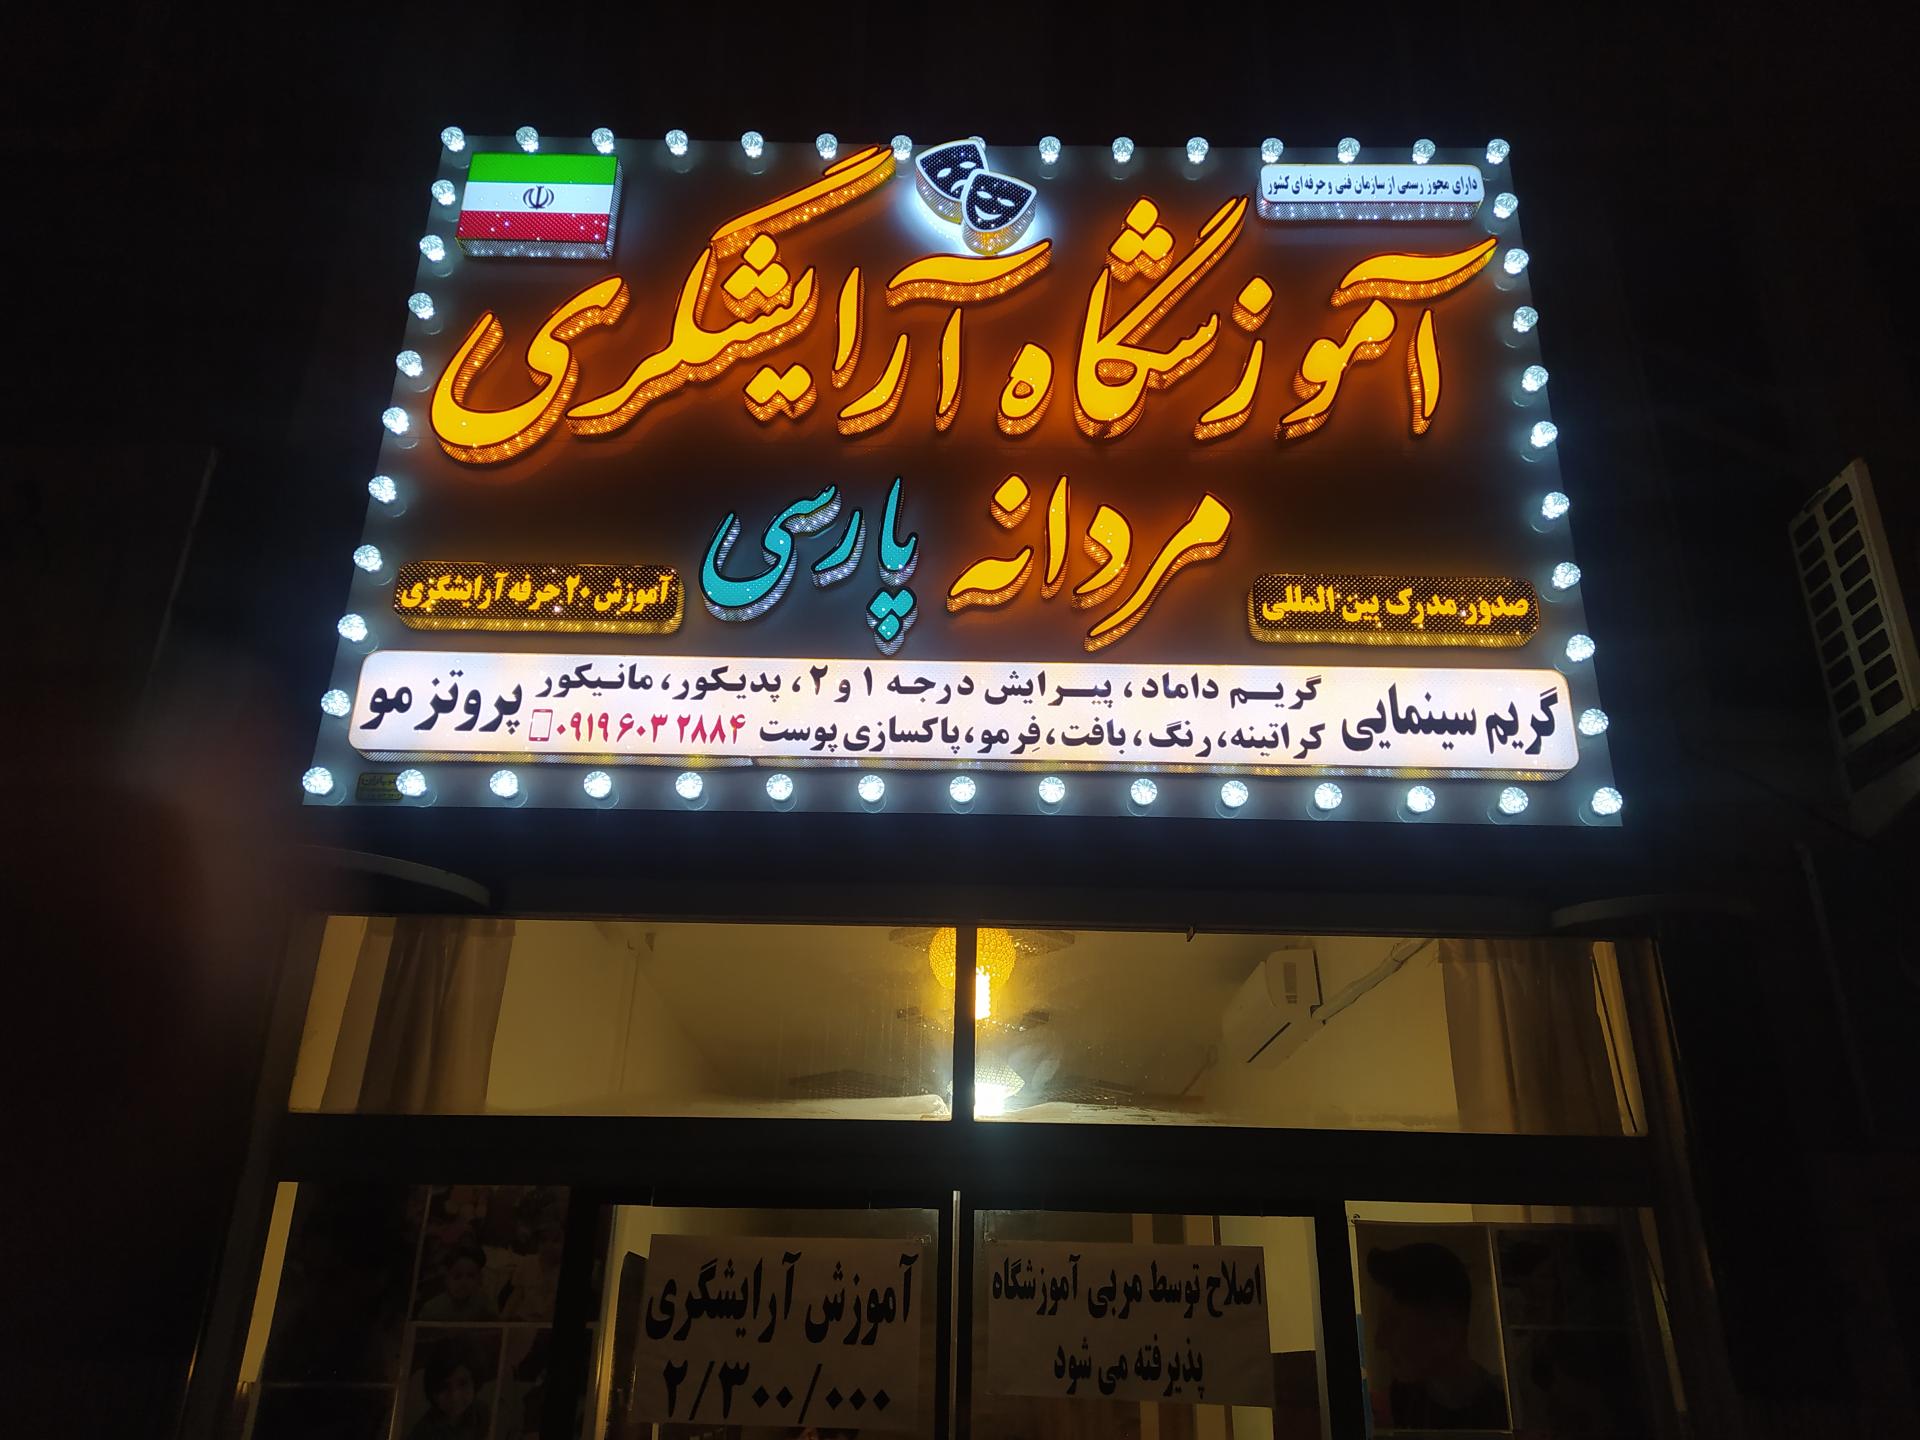 دارای مجوز رسمی از سازمان فنی و حرفه ای کشور
آموزشگاه آرایشگری
مردانه پارسی
صدور مدرک بین المللی
آموزش ۲۰ حرفه آرایشگری
گریم سینمایی
گریم داماد، پیرایش درجه ۱ و ۲، پدیکور، مانیکور
کراتینه، رنگ، بافت، فِرمو، پاکسازی پوست ۰۹۱۹۶۰۳۲۸۸۴
پروتز مو
اصلاح توسط مربی آموزشگاه
پذیرفته می شود
آموزش آرایشگری
۲/۳۰۰/۰۰۰